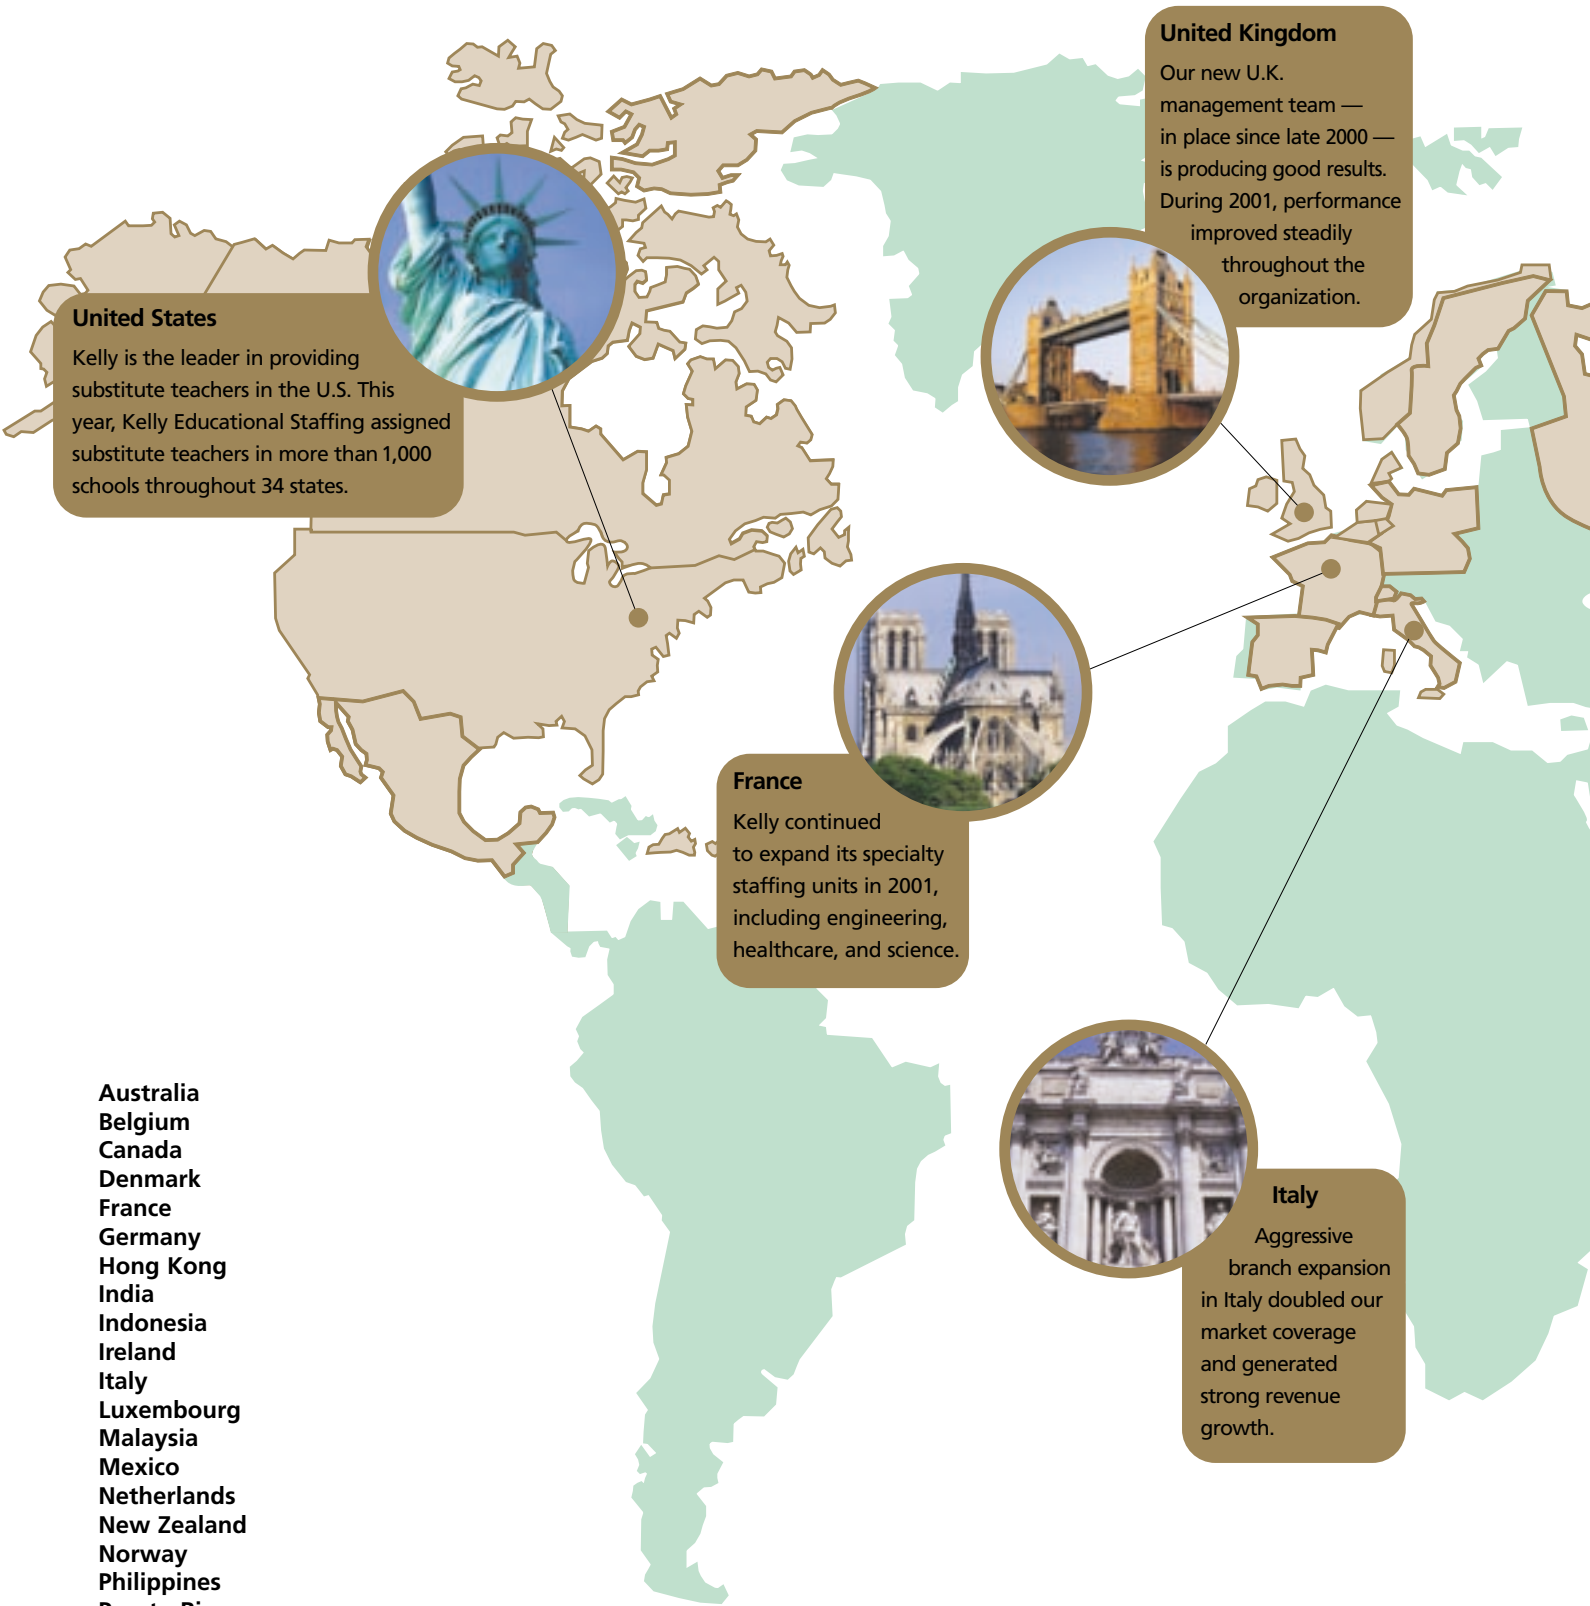 United Kingdom
Our new U.K.
management team —
in place since late 2000 —
is producing good results.
During 2001, performance
improved steadily
throughout the
organization.
United States
Kelly is the leader in providing
substitute teachers in the U.S. This
year, Kelly Educational Staffing assigned
substitute teachers in more than 1,000
schools throughout 34 states.
France
Kelly continued
to expand its specialty
staffing units in 2001,
including engineering,
healthcare, and science.
Italy
Aggressive
branch expansion
in Italy doubled our
market coverage
and generated
strong revenue
growth.
Australia
Belgium
Canada
Denmark
France
Germany
Hong Kong
India
Indonesia
Ireland
Italy
Luxembourg
Malaysia
Mexico
Netherlands
New Zealand
Norway
Philippines